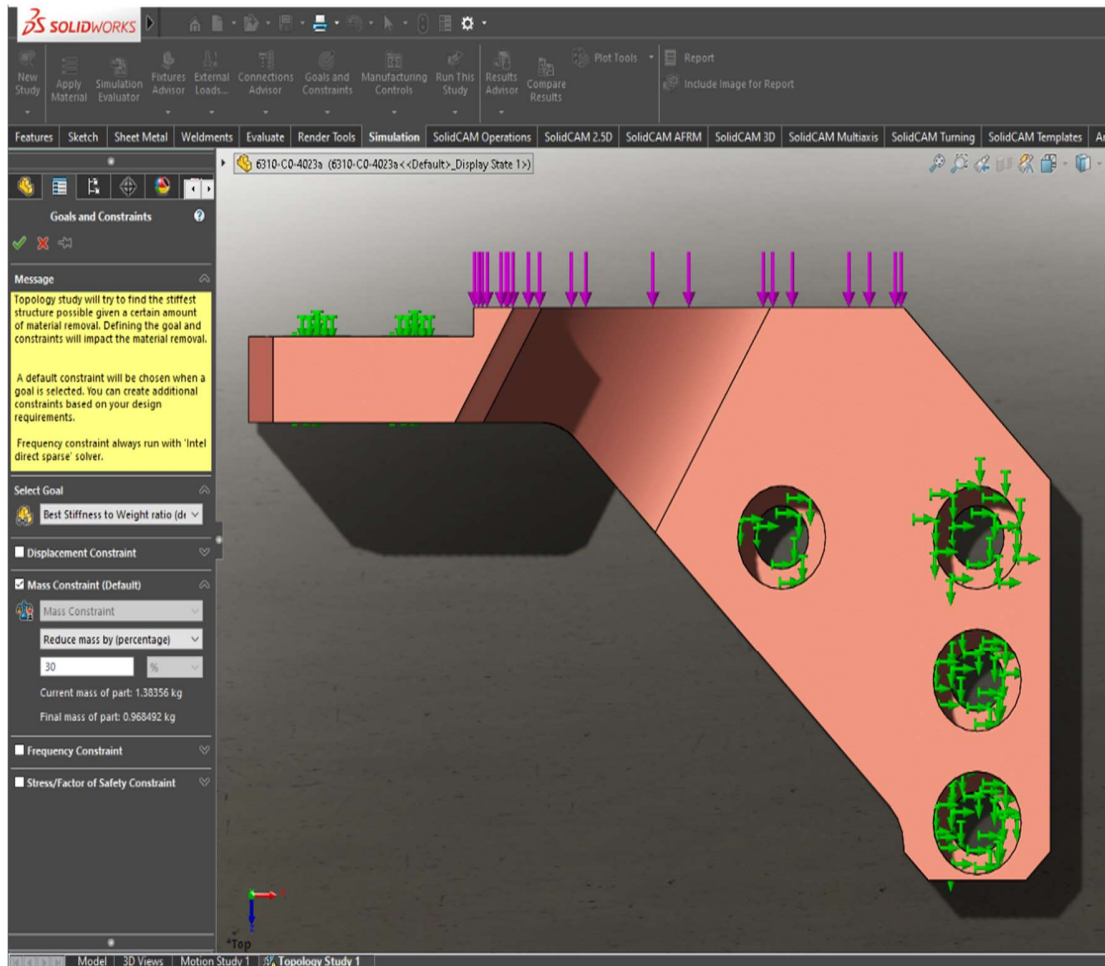 SOLIDWORKS
New Study
Apply Material
Simulation Evaluator
Fixtures Advisor
External Loads...
Connections Advisor
Goals and Constraints
Manufacturing Controls
Run This Study
Results Advisor
Compare Results
Plot Tools
Report
Include Image for Report
Features Sketch Sheet Metal Weldments Evaluate Render Tools Simulation SolidCAM Operations SolidCAM 2.5D SolidCAM AFRM SolidCAM 3D SolidCAM Multiaxis SolidCAM Turning SolidCAM Templates
6310-C0-4023a (6310-C0-4023a<<Default>_Display State 1>)
Goals and Constraints
Message
Topology study will try to find the stiffest
structure possible given a certain amount
of material removal. Defining the goal and
constraints will impact the material removal.
A default constraint will be chosen when a
goal is selected. You can create additional
constraints based on your design
requirements.
Frequency constraint always run with 'Intel
direct sparse' solver.
Select Goal
Best Stiffness to Weight ratio (de
Displacement Constraint
Mass Constraint (Default)
Mass Constraint
Reduce mass by (percentage)
30 %
Current mass of part: 1.38356 kg
Final mass of part: 0.968492 kg
Frequency Constraint
Stress/Factor of Safety Constraint
*Top
Model 3D Views Motion Study 1 Topology Study 1